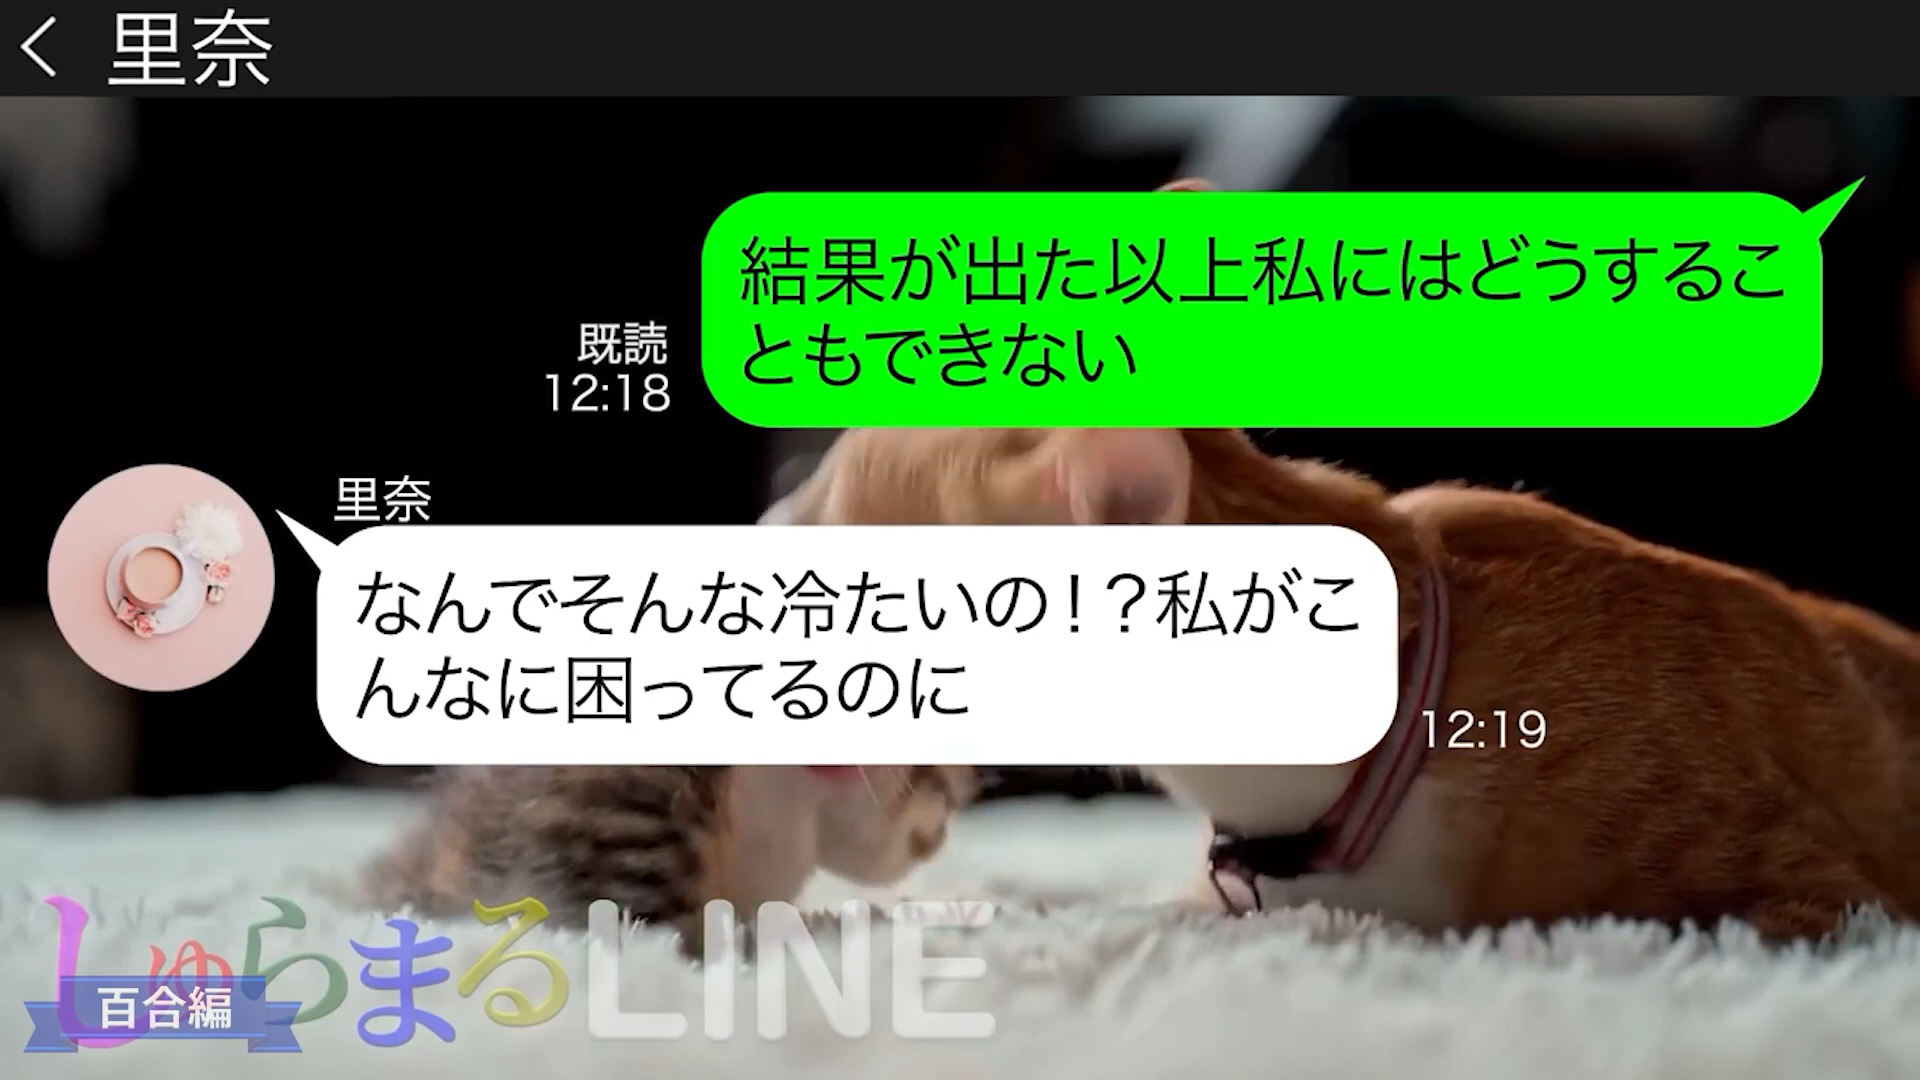 里奈
結果が出た以上私にはどうするこ
ともできない
既読
12:18
里奈
なんでそんな冷たいの！？私がこ
んなに困ってるのに
12:19
しゅらまるLINE
百合編